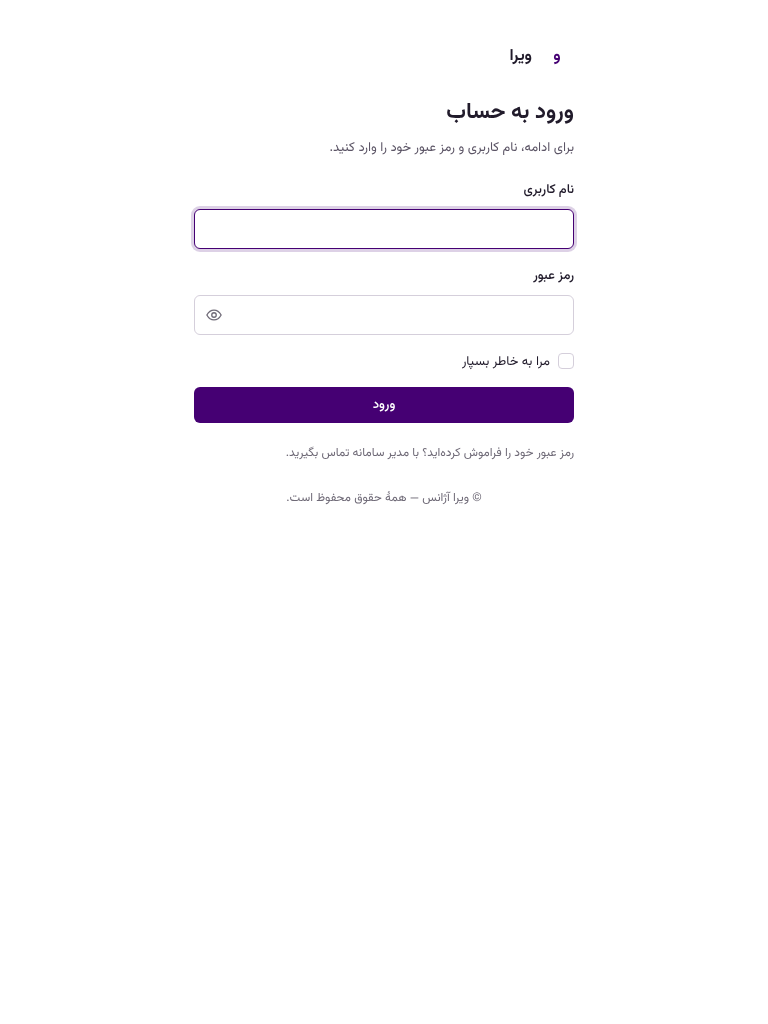 و ویرا
ورود به حساب
برای ادامه، نام کاربری و رمز عبور خود را وارد کنید.
نام کاربری
رمز عبور
مرا به خاطر بسپار
ورود
رمز عبور خود را فراموش کرده‌اید؟ با مدیر سامانه تماس بگیرید.
© ویرا آژانس — همهٔ حقوق محفوظ است.